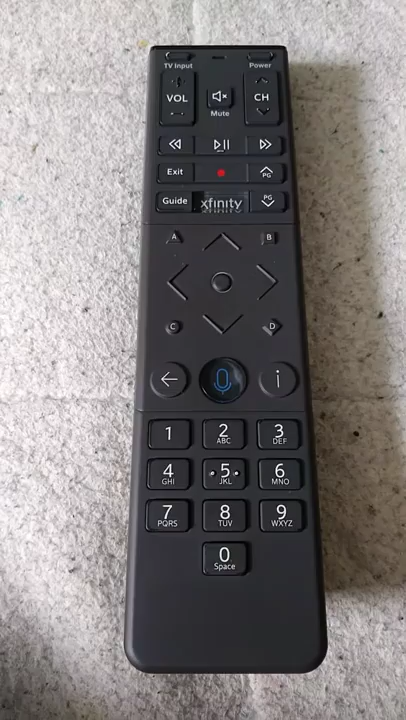 TV Input Power
VOL CH
Mute
Exit PG
Guide xfinity PG
A B
C D
i
1 2 3
ABC DEF
4 5 6
GHI JKL MNO
7 8 9
PQRS TUV WXYZ
0
Space